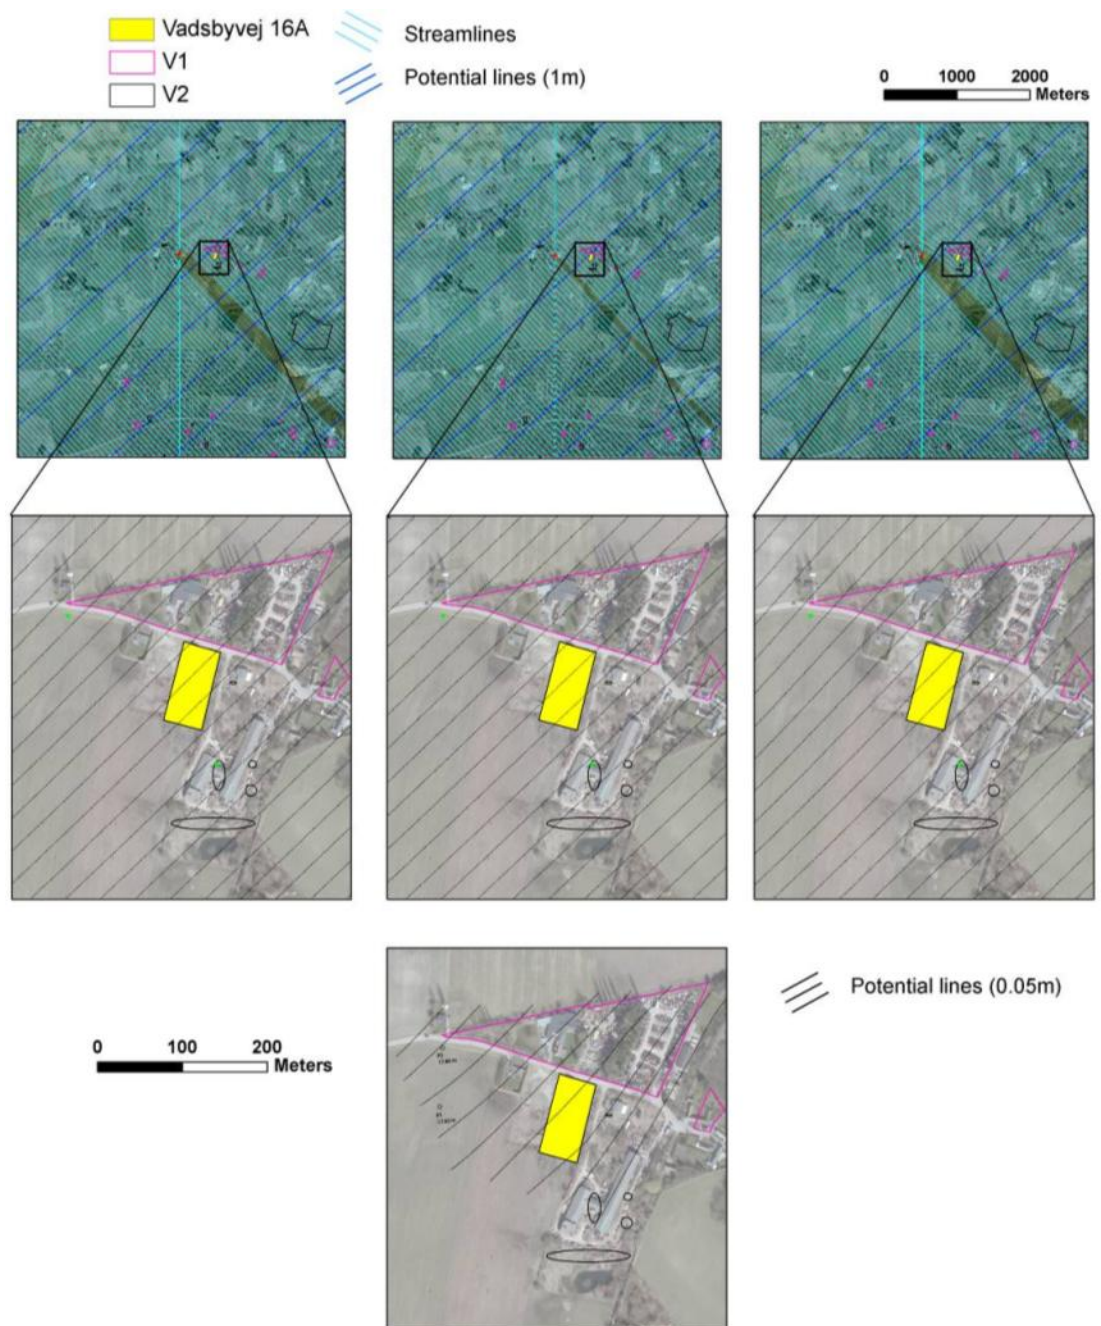 Vadsbyvej 16A
V1
V2
Streamlines
Potential lines (1m)
0 1000 2000
Meters
Potential lines (0.05m)
0 100 200
Meters